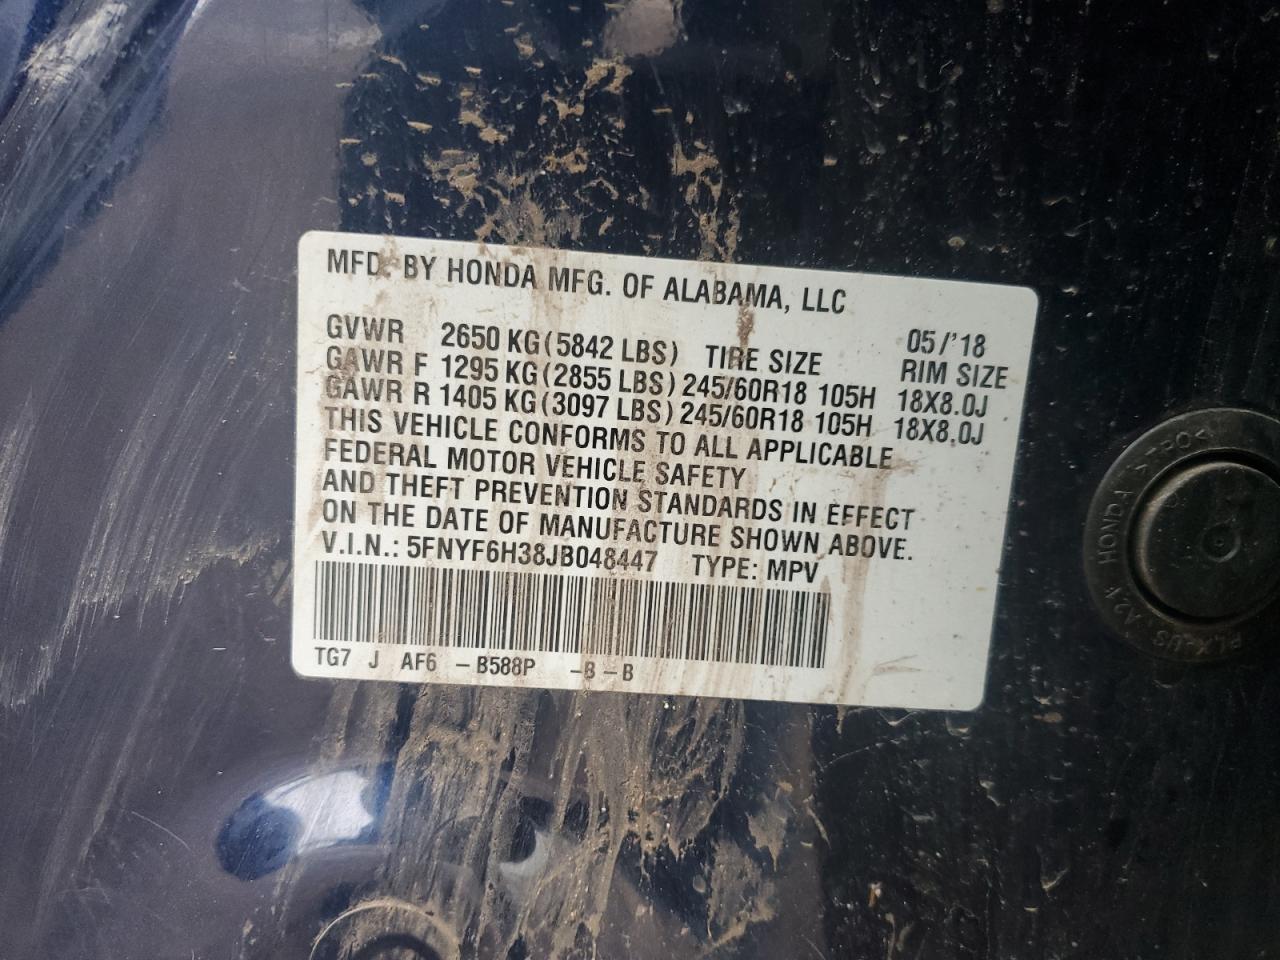 MFD. BY HONDA MFG. OF ALABAMA, LLC
05/'18
GVWR 2650 KG(5842 LBS) TIRE SIZE RIM SIZE
GAWR F 1295 KG(2855 LBS) 245/60R18 105H 18X8.0J
GAWR R 1405 KG(3097 LBS) 245/60R18 105H 18X8.0J
THIS VEHICLE CONFORMS TO ALL APPLICABLE
FEDERAL MOTOR VEHICLE SAFETY
AND THEFT PREVENTION STANDARDS IN EFFECT
ON THE DATE OF MANUFACTURE SHOWN ABOVE.
V.I.N.: 5FNYF6H38JB048447 TYPE: MPV
TG7 J AF6 -B588P -B -B
HONDA